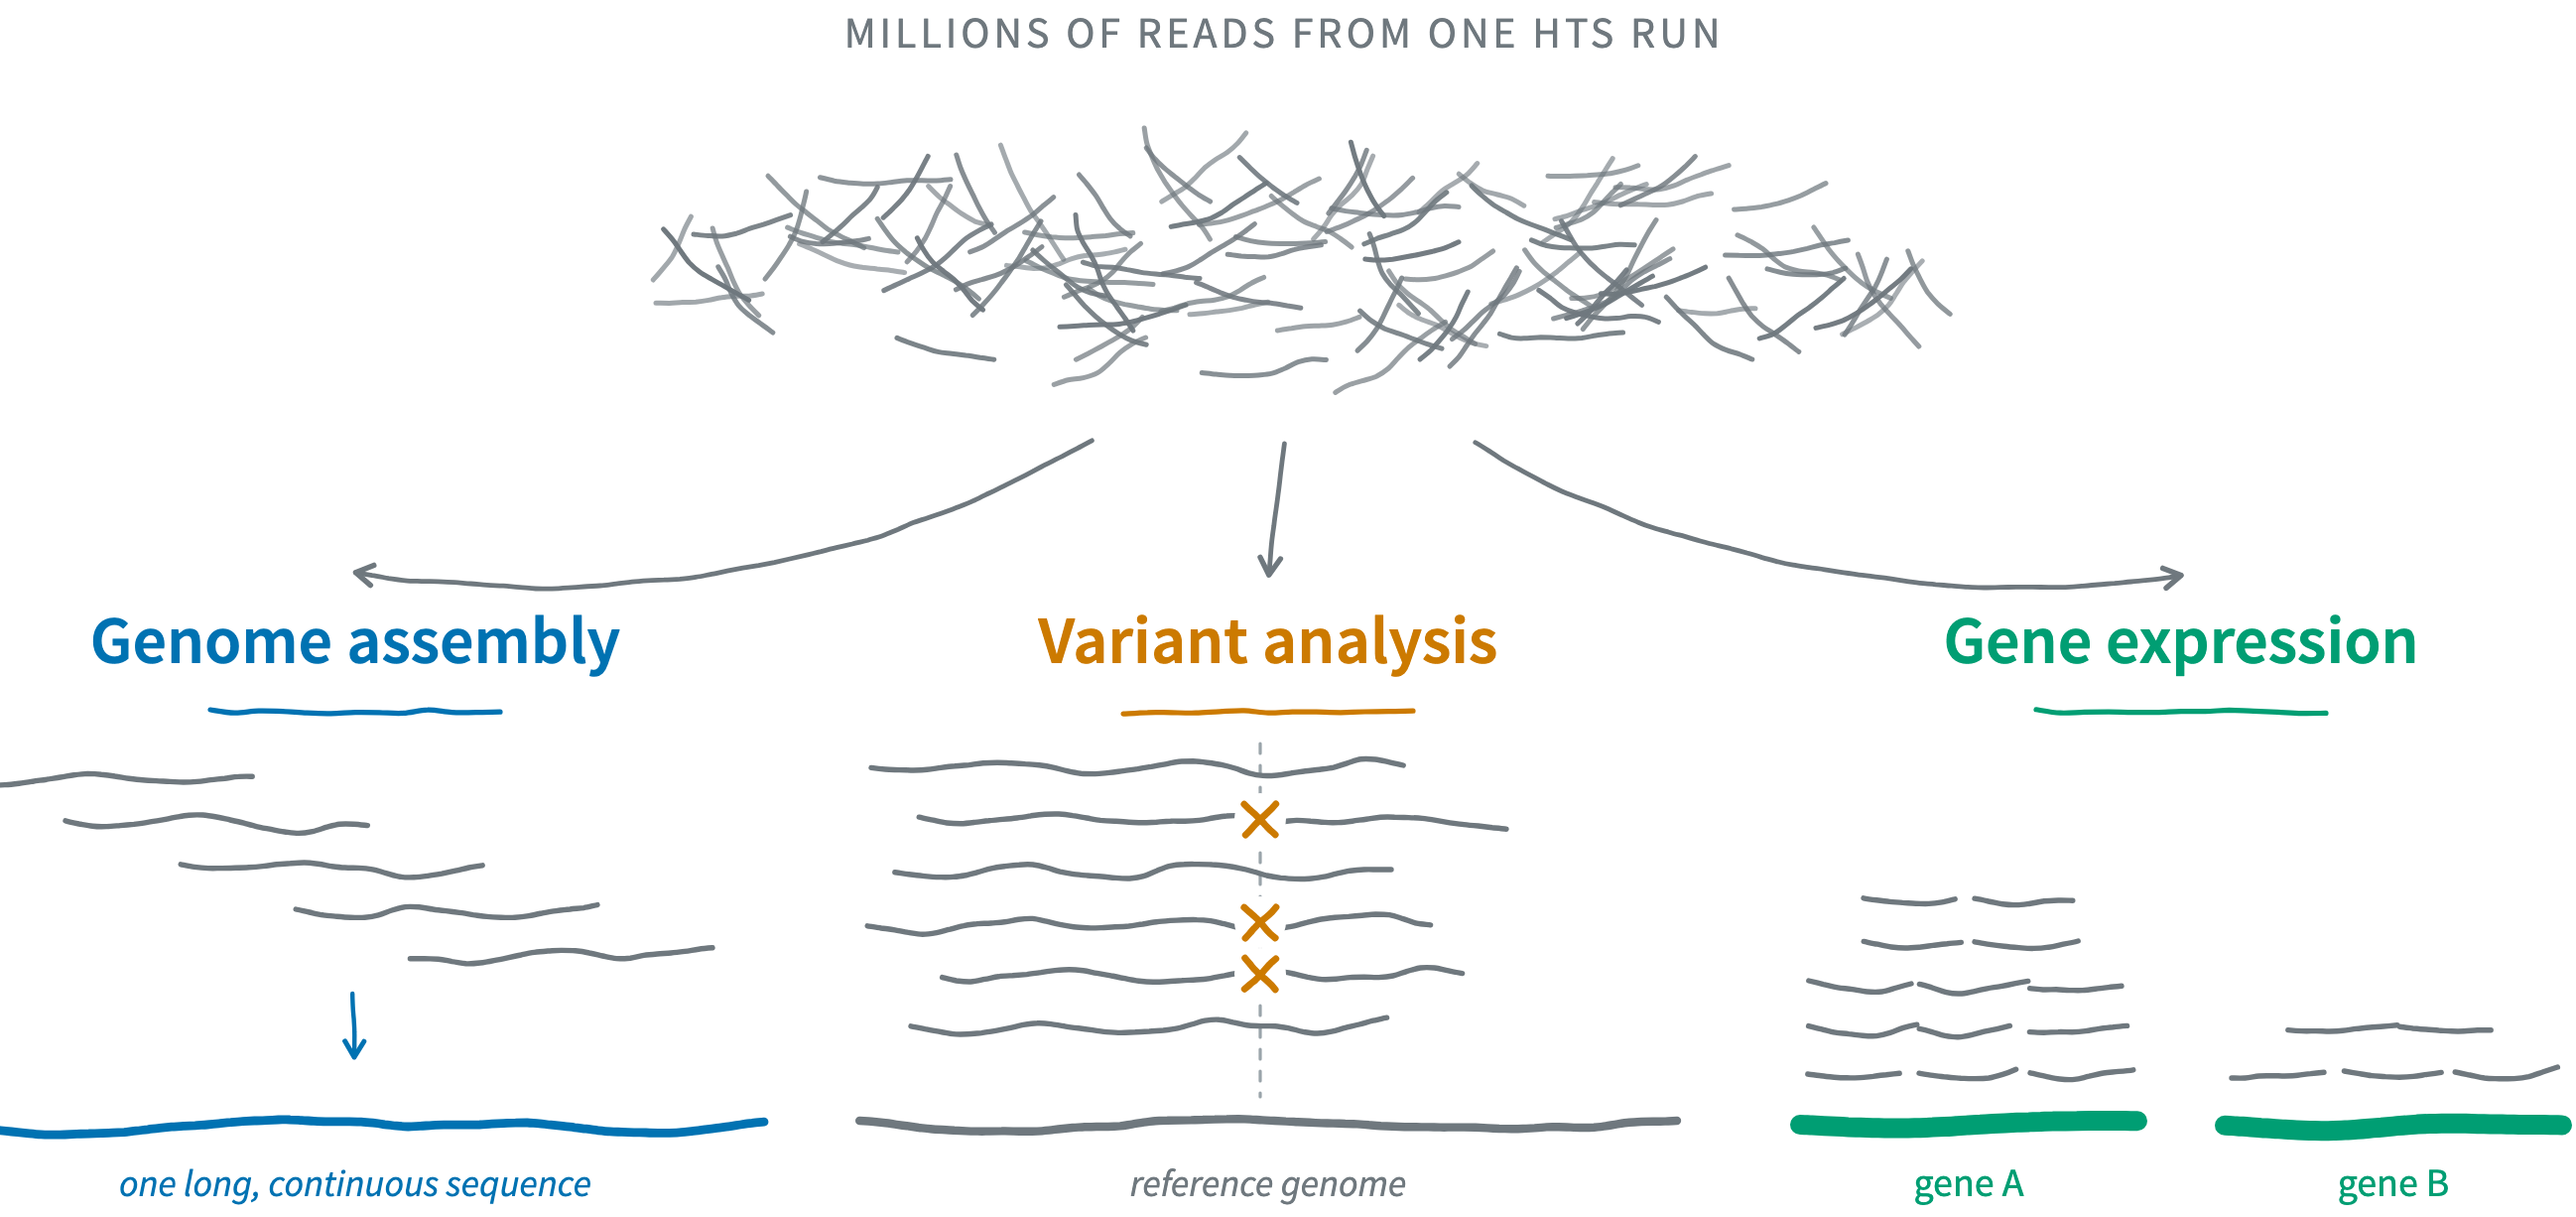 MILLIONS OF READS FROM ONE HTS RUN
Genome assembly
Variant analysis
Gene expression
one long, continuous sequence
reference genome
gene A
gene B